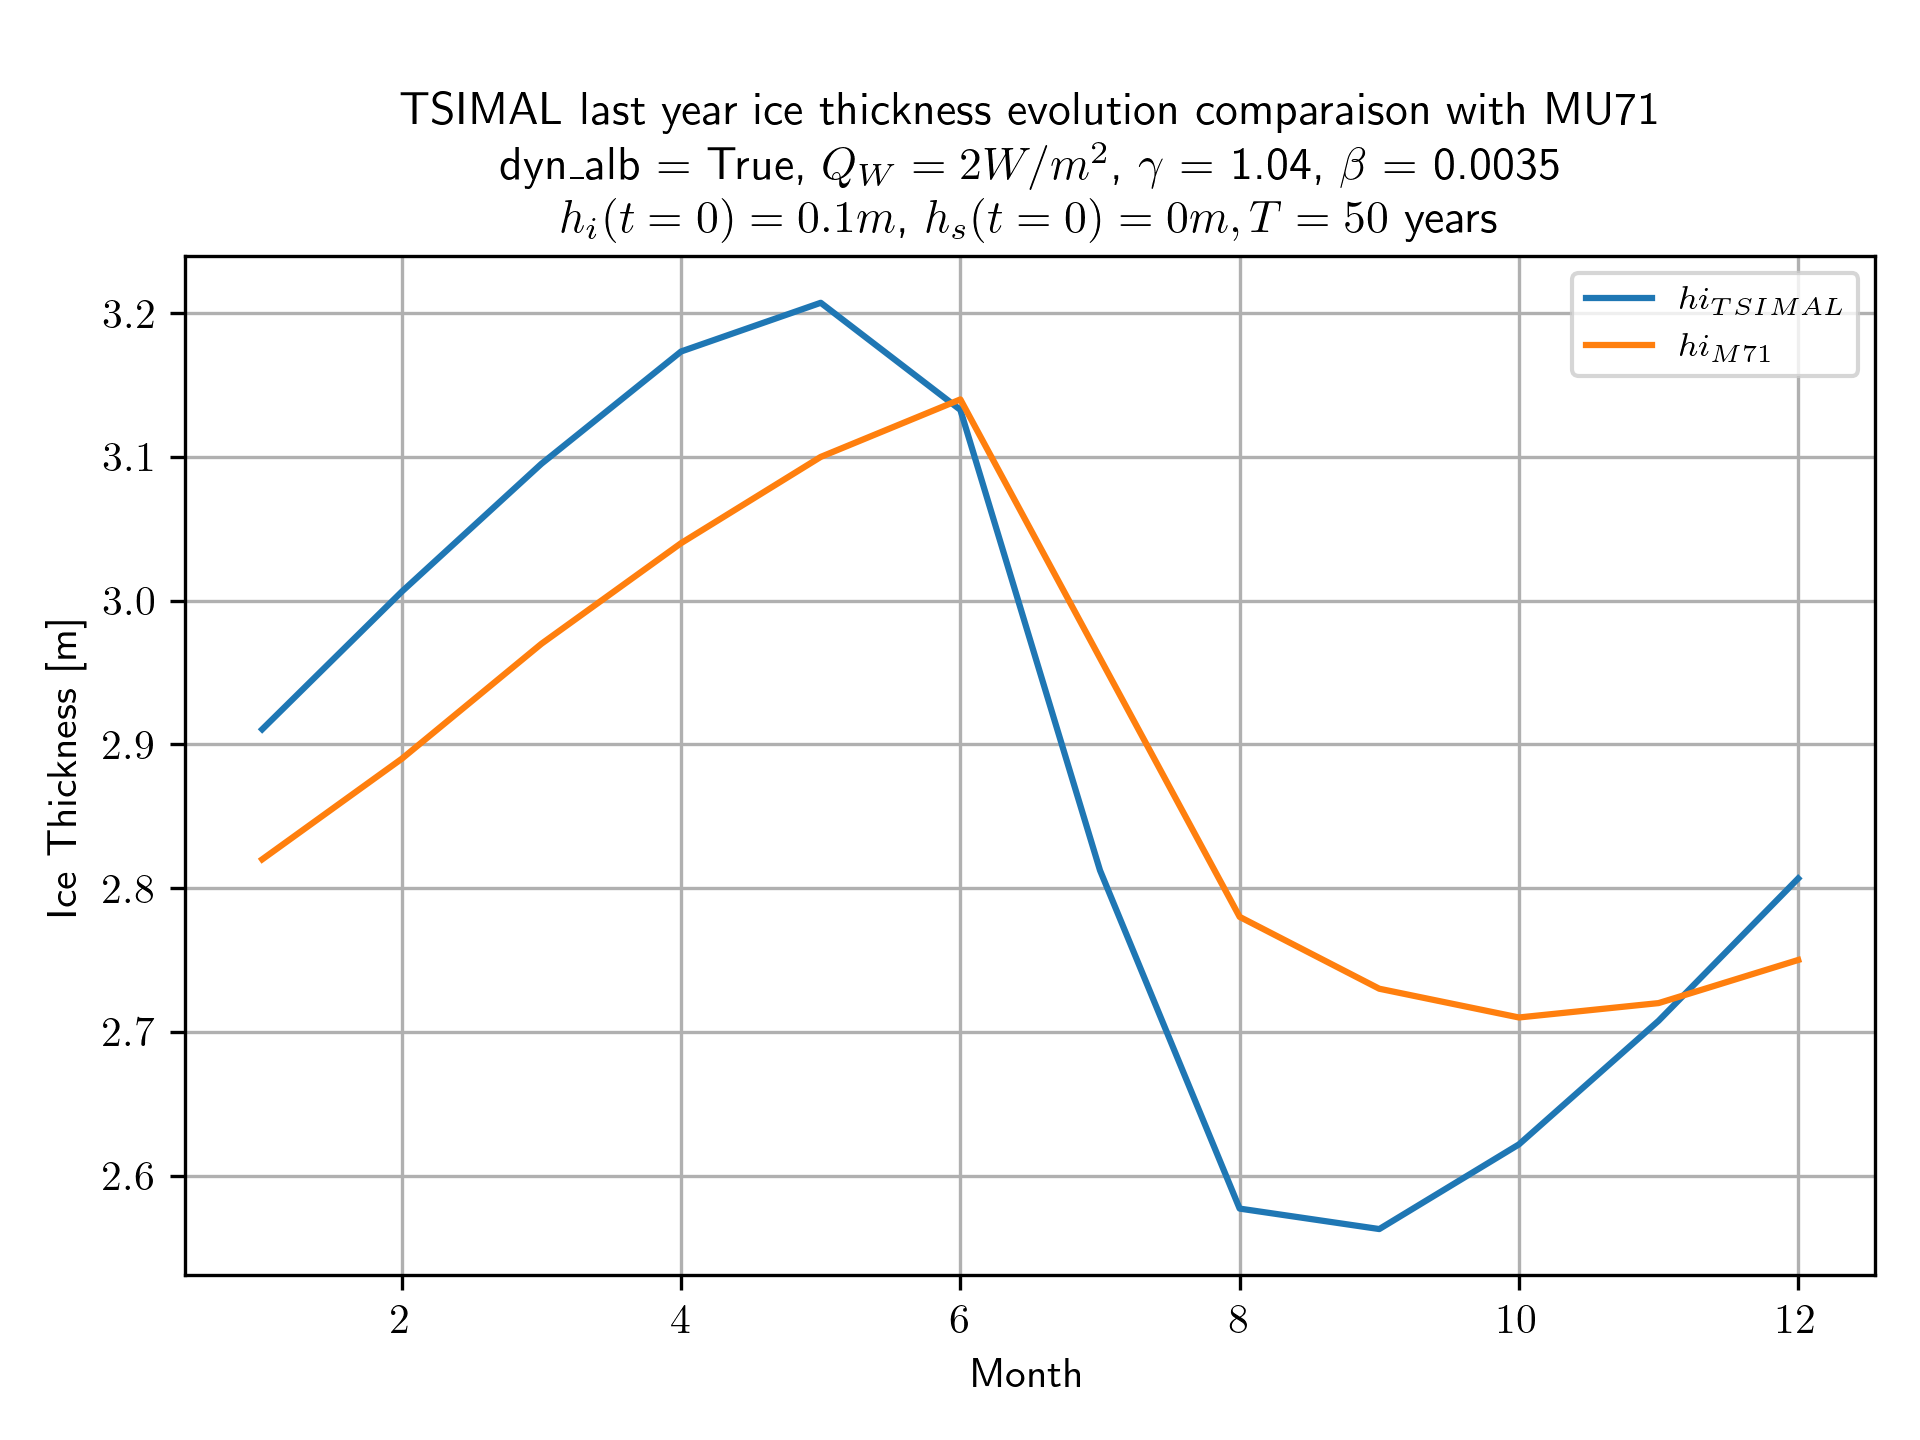 TSIMAL last year ice thickness evolution comparaison with MU71
dyn_alb = True, $Q_W = 2W/m^2$, $\gamma$ = 1.04, $\beta$ = 0.0035
$h_i(t = 0) = 0.1m$, $h_s(t = 0) = 0m, T = 50$ years
$hi_{TSIMAL}$
$hi_{M71}$
3.2
3.1
3.0
2.9
2.8
2.7
2.6
Ice Thickness [m]
2 4 6 8 10 12
Month